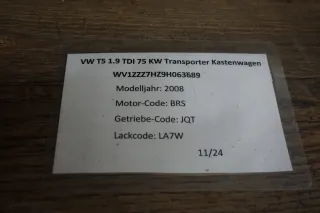 VW T5 1.9 TDI 75 KW Transporter Kastenwagen
WV1ZZZ7HZ9H063689
Modelljahr: 2008
Motor-Code: BRS
Getriebe-Code: JQT
Lackcode: LA7W
11/24